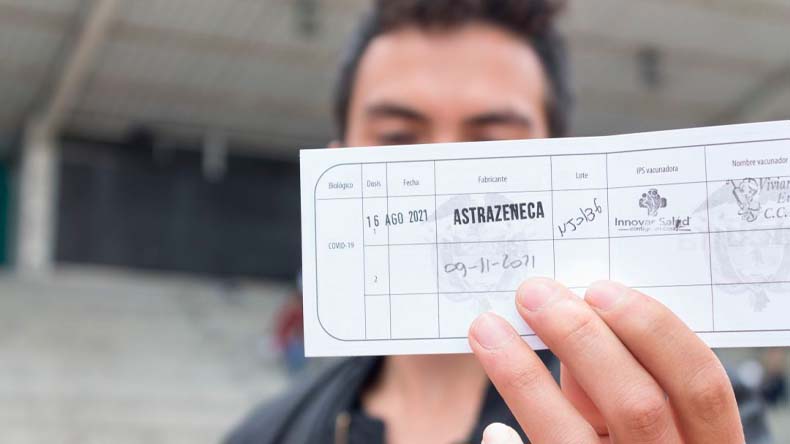 Biológico Dosis Fecha Fabricante Lote IPS vacunadora Nombre vacunador
COVID-19 1 16 AGO 2021 ASTRAZENECA Innovar Salud
2 09-11-2021
C.C.